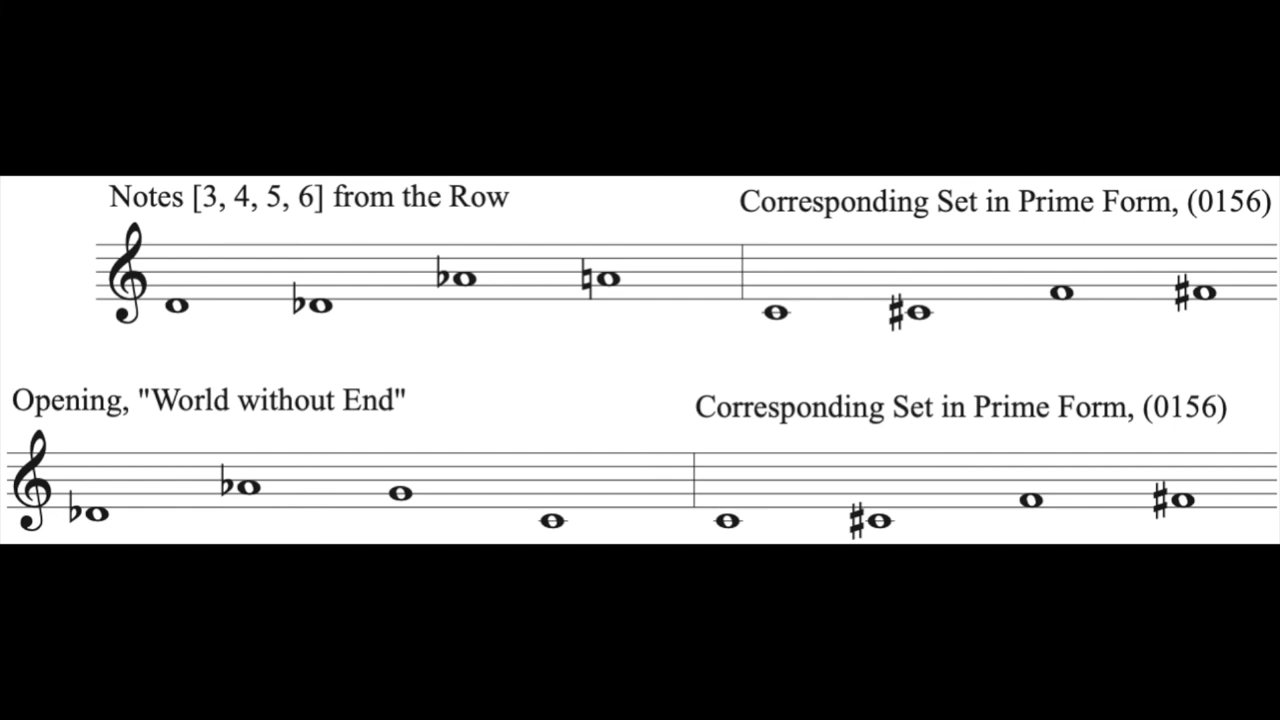 Notes [3, 4, 5, 6] from the Row
Corresponding Set in Prime Form, (0156)
Opening, "World without End"
Corresponding Set in Prime Form, (0156)